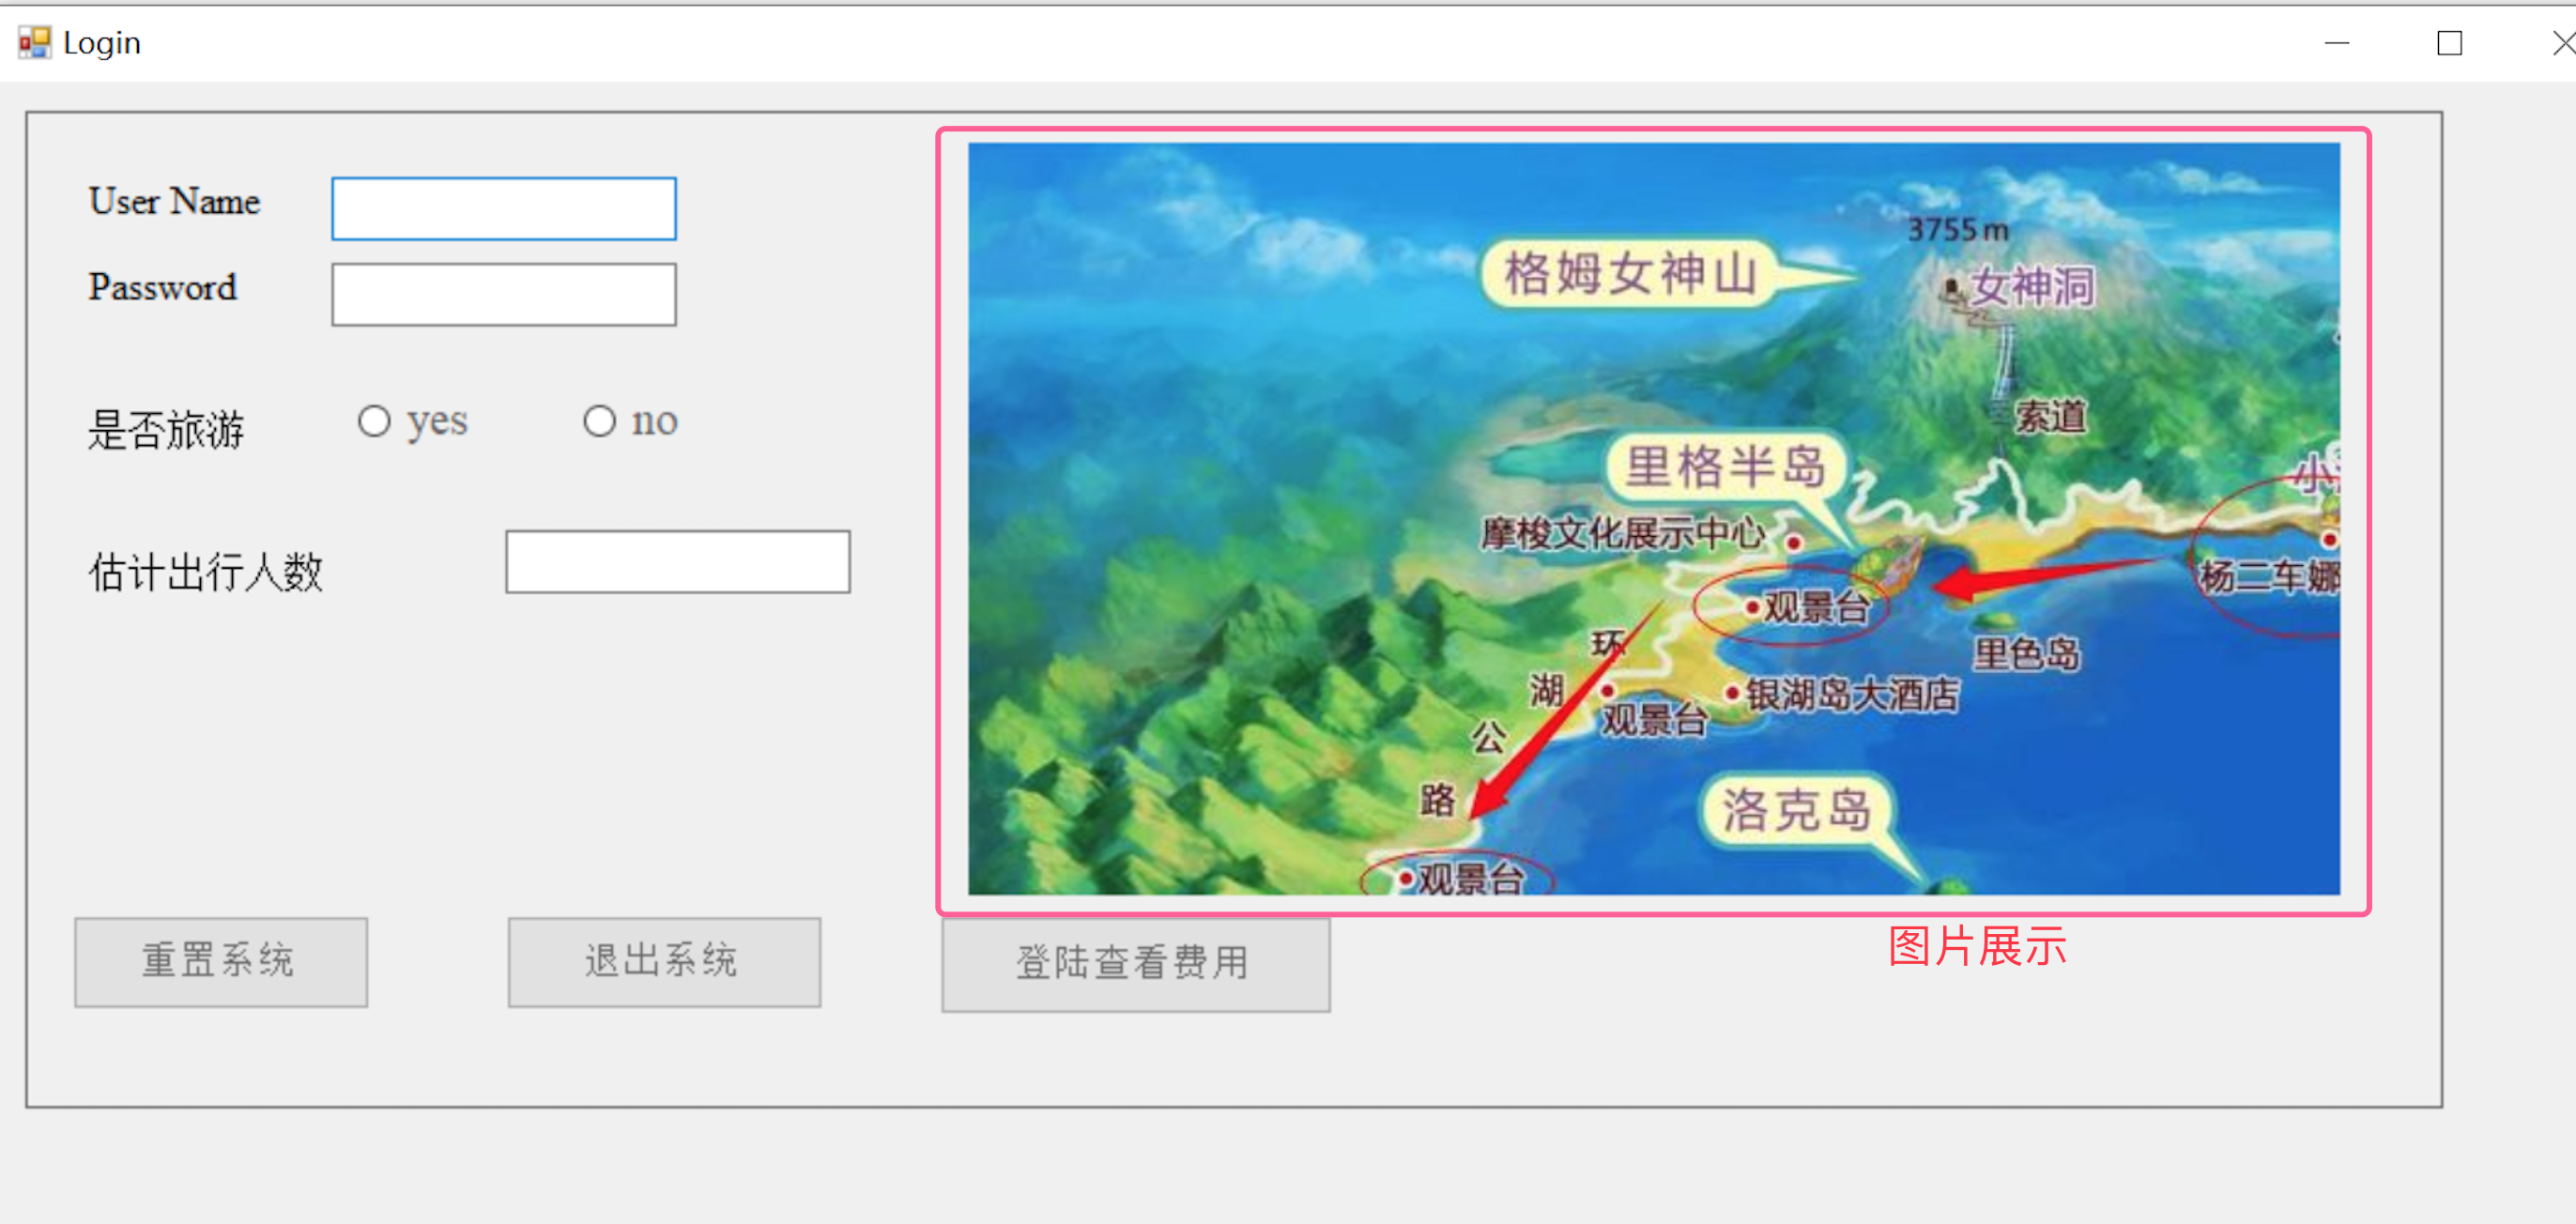 Login
User Name
Password
是否旅游
yes
no
估计出行人数
重置系统
退出系统
登陆查看费用
3755m
格姆女神山
女神洞
索道
里格半岛
小
摩梭文化展示中心
杨二车娜
观景台
环
湖
公
路
里色岛
银湖岛大酒店
观景台
洛克岛
观景台
图片展示